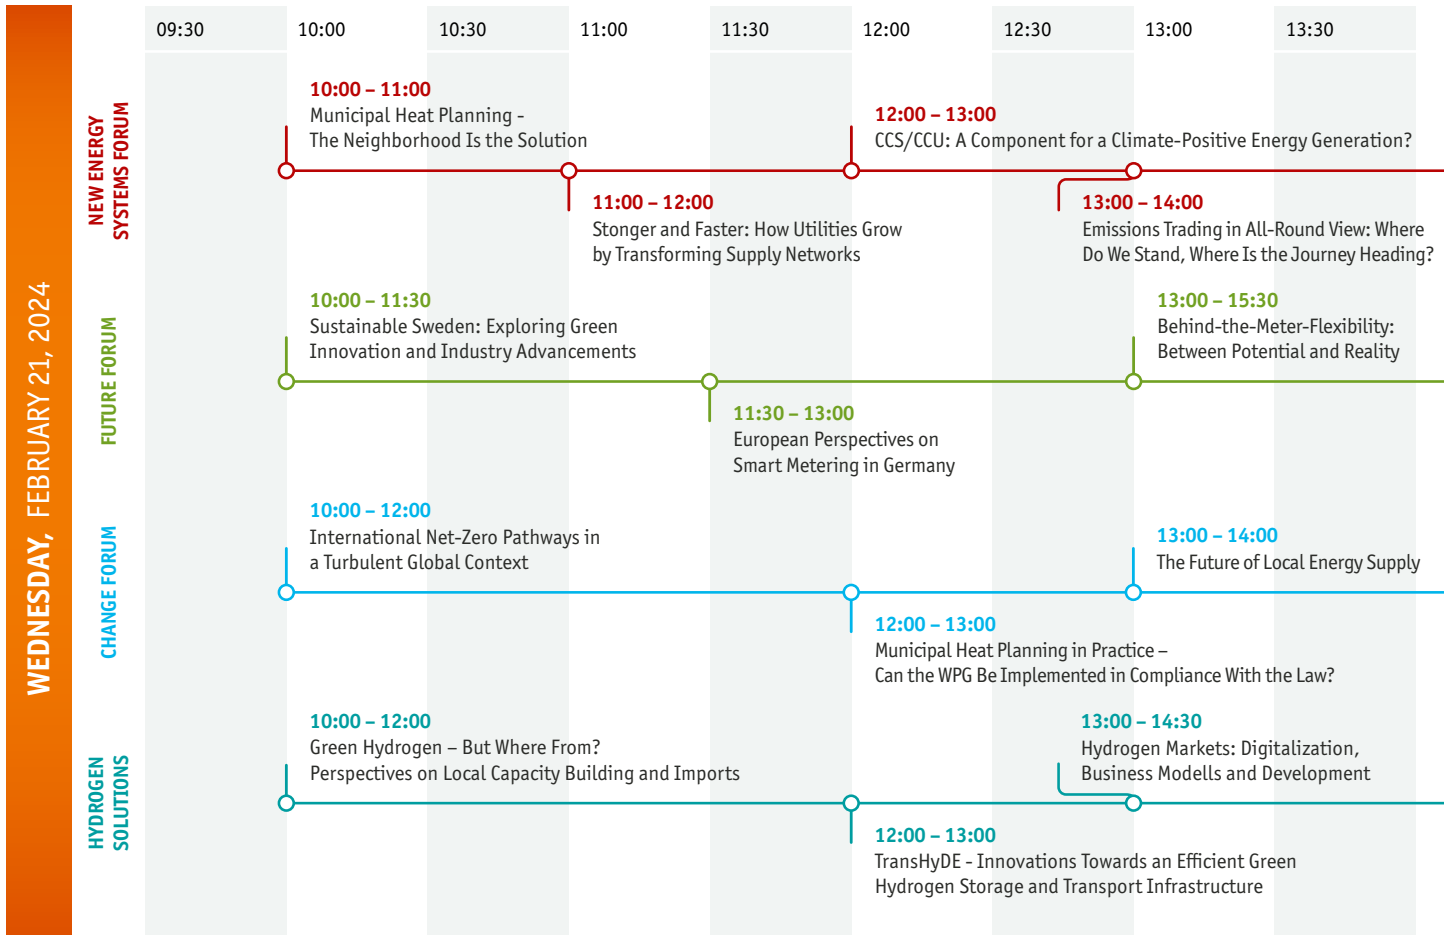 09:30
10:00
10:30
11:00
11:30
12:00
12:30
13:00
13:30
WEDNESDAY, FEBRUARY 21, 2024
NEW ENERGY
SYSTEMS FORUM
10:00 – 11:00
Municipal Heat Planning -
The Neighborhood Is the Solution
11:00 – 12:00
Stonger and Faster: How Utilities Grow
by Transforming Supply Networks
12:00 – 13:00
CCS/CCU: A Component for a Climate-Positive Energy Generation?
13:00 – 14:00
Emissions Trading in All-Round View: Where
Do We Stand, Where Is the Journey Heading?
FUTURE FORUM
10:00 – 11:30
Sustainable Sweden: Exploring Green
Innovation and Industry Advancements
11:30 – 13:00
European Perspectives on
Smart Metering in Germany
13:00 – 15:30
Behind-the-Meter-Flexibility:
Between Potential and Reality
CHANGE FORUM
10:00 – 12:00
International Net-Zero Pathways in
a Turbulent Global Context
12:00 – 13:00
Municipal Heat Planning in Practice –
Can the WPG Be Implemented in Compliance With the Law?
13:00 – 14:00
The Future of Local Energy Supply
HYDROGEN
SOLUTIONS
10:00 – 12:00
Green Hydrogen – But Where From?
Perspectives on Local Capacity Building and Imports
12:00 – 13:00
TransHyDE - Innovations Towards an Efficient Green
Hydrogen Storage and Transport Infrastructure
13:00 – 14:30
Hydrogen Markets: Digitalization,
Business Modells and Development